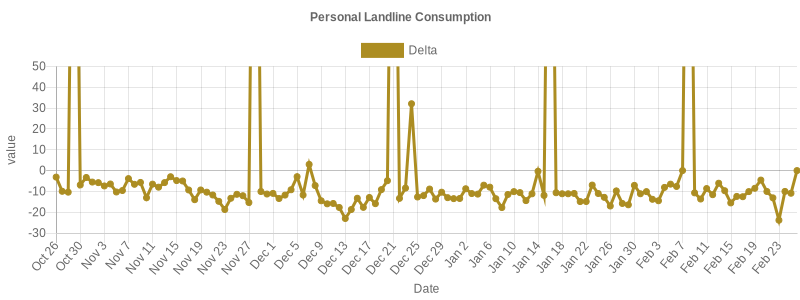 Personal Landline Consumption
Delta
value
50
40
30
20
10
0
-10
-20
-30
Oct 26
Oct 30
Nov 3
Nov 7
Nov 11
Nov 15
Nov 19
Nov 23
Nov 27
Dec 1
Dec 5
Dec 9
Dec 13
Dec 17
Dec 21
Dec 25
Dec 29
Jan 2
Jan 6
Jan 10
Jan 14
Jan 18
Jan 22
Jan 26
Jan 30
Feb 3
Feb 7
Feb 11
Feb 15
Feb 19
Feb 23
Date